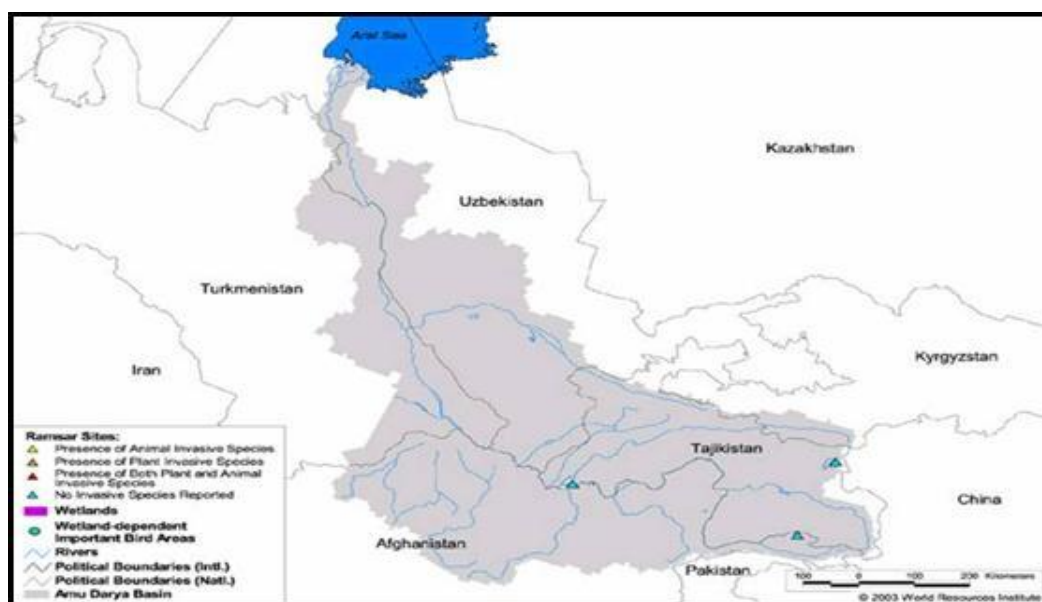 Aral Sea
Kazakhstan
Uzbekistan
Turkmenistan
Kyrgyzstan
Iran
Tajikistan
China
Afghanistan
Pakistan
Ramsar Sites:
Presence of Animal Invasive Species
Presence of Plant Invasive Species
Presence of Both Plant and Animal
Invasive Species
No Invasive Species Reported
Wetlands
Wetland-dependent
Important Bird Areas
Rivers
Political Boundaries (Intl.)
Political Boundaries (Natl.)
Amu Darya Basin
100 0 100 200 Kilometers
© 2003 World Resources Institute